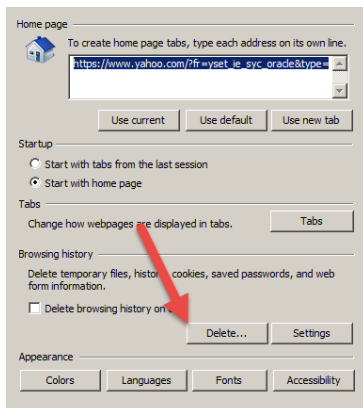 Home page
To create home page tabs, type each address on its own line.
https://www.yahoo.com/?fr=yset_ie_syc_oracle&type=
Use current Use default Use new tab
Startup
Start with tabs from the last session
Start with home page
Tabs
Change how webpages are displayed in tabs. Tabs
Browsing history
Delete temporary files, history, cookies, saved passwords, and web
form information.
Delete browsing history on
Delete... Settings
Appearance
Colors Languages Fonts Accessibility